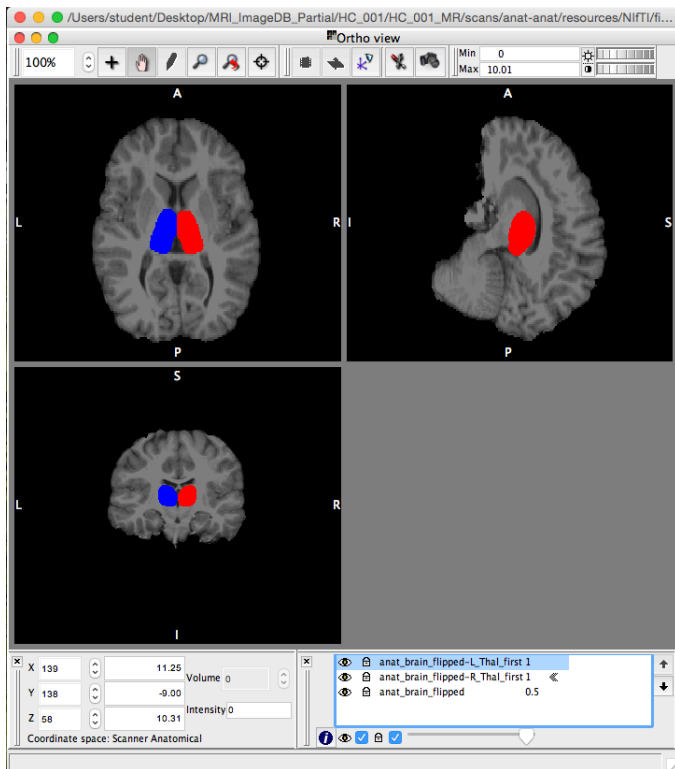 /Users/student/Desktop/MRI_ImageDB_Partial/HC_001/HC_001_MR/scans/anat-anat/resources/NIfTI/fi...
Ortho view
100%
Min 0
Max 10.01
A
L
R
P
A
I
S
P
S
L
R
I
X 139 11.25
Y 138 -9.00
Z 58 10.31
Volume 0
Intensity 0
Coordinate space: Scanner Anatomical
anat_brain_flipped-L_Thal_first 1
anat_brain_flipped-R_Thal_first 1
anat_brain_flipped 0.5